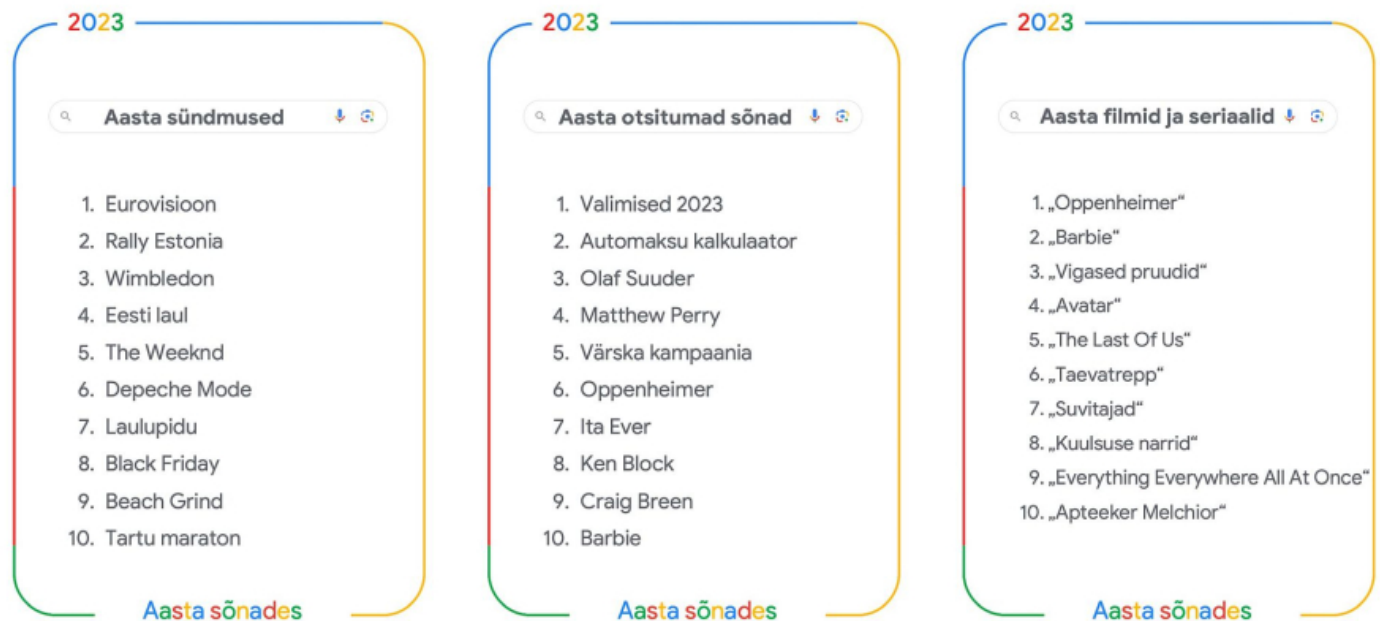 2023
Aasta sündmused
1. Eurovisioon
2. Rally Estonia
3. Wimbledon
4. Eesti laul
5. The Weeknd
6. Depeche Mode
7. Laulupidu
8. Black Friday
9. Beach Grind
10. Tartu maraton
Aasta sõnades
2023
Aasta otsitumad sõnad
1. Valimised 2023
2. Automaksu kalkulaator
3. Olaf Suuder
4. Matthew Perry
5. Värska kampaania
6. Oppenheimer
7. Ita Ever
8. Ken Block
9. Craig Breen
10. Barbie
Aasta sõnades
2023
Aasta filmid ja seriaalid
1. „Oppenheimer“
2. „Barbie“
3. „Vigased pruudid“
4. „Avatar“
5. „The Last Of Us“
6. „Taevatrepp“
7. „Suvitajad“
8. „Kuulsuse narrid“
9. „Everything Everywhere All At Once“
10. „Apteeker Melchior“
Aasta sõnades